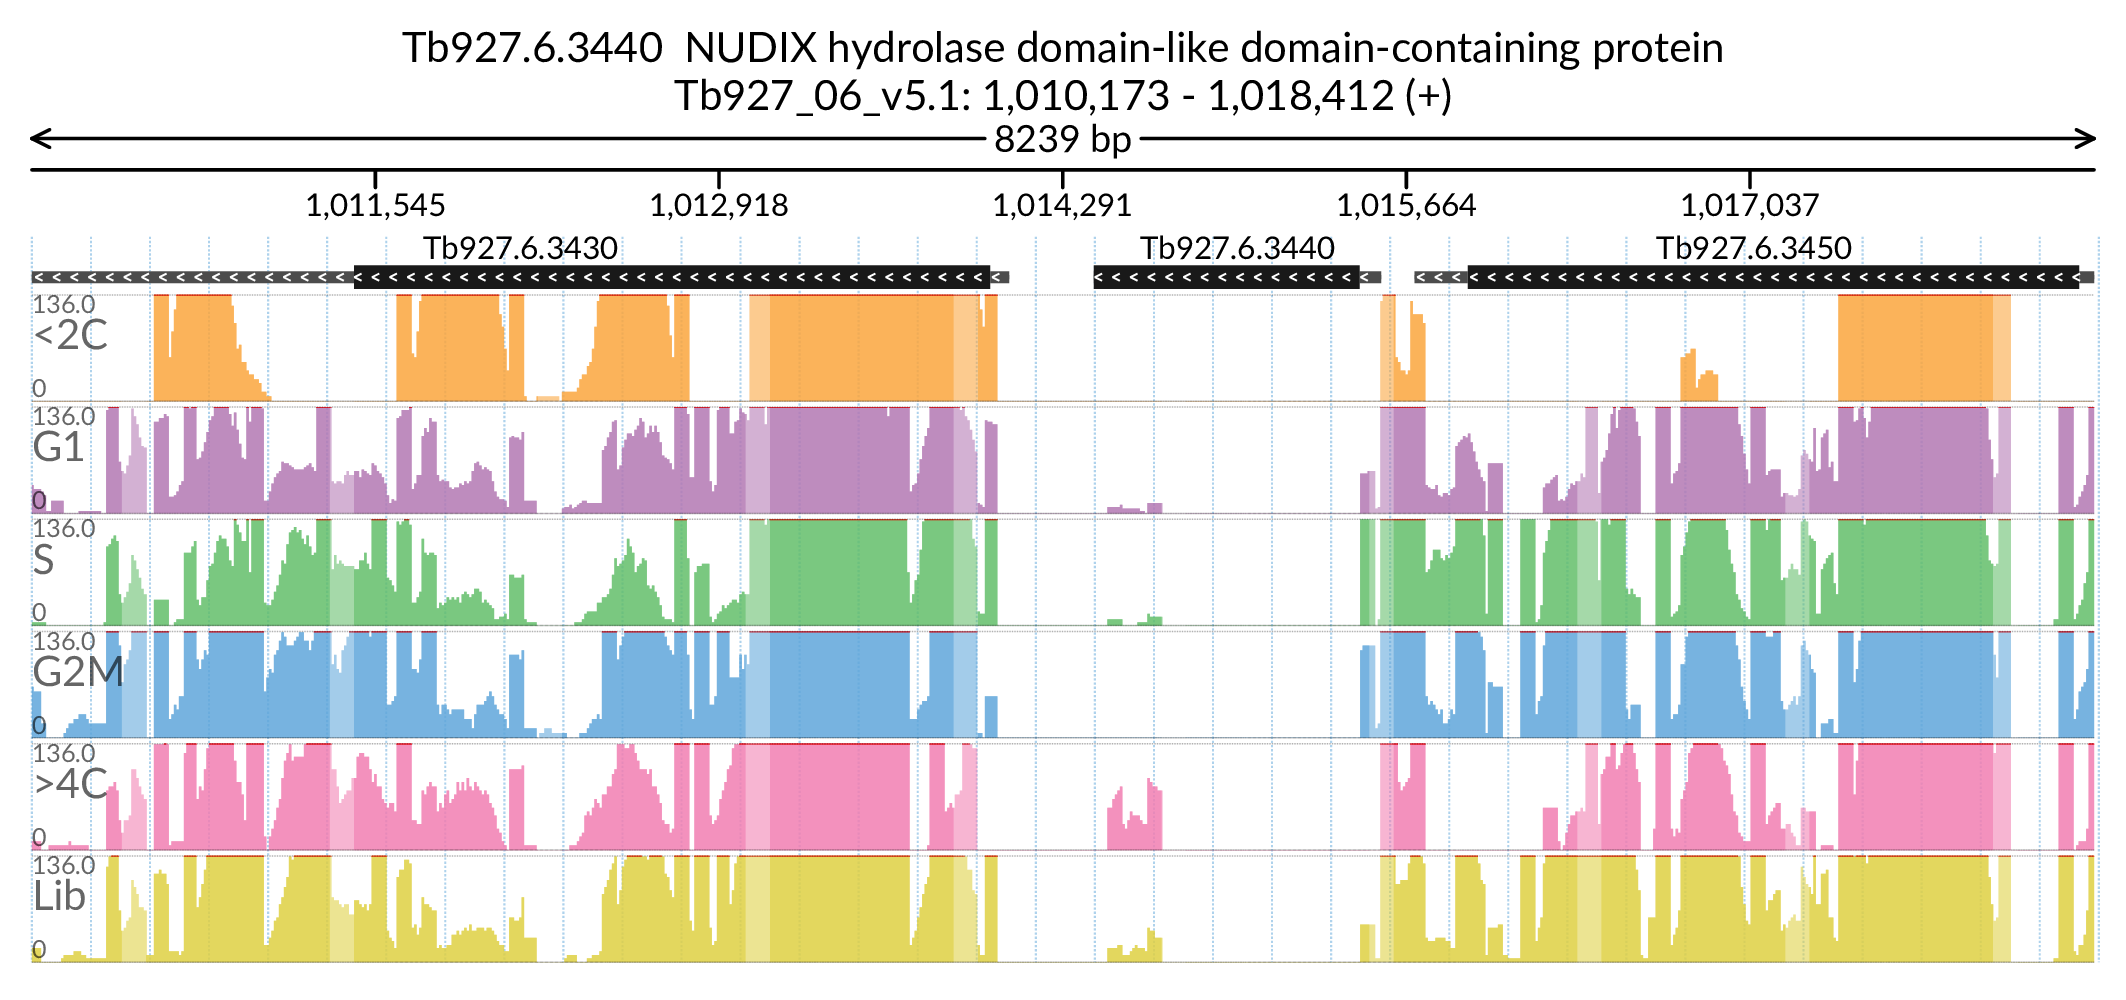 Tb927.6.3440  NUDIX hydrolase domain-like domain-containing protein
Tb927_06_v5.1: 1,010,173 - 1,018,412 (+)
8239 bp
1,011,545 1,012,918 1,014,291 1,015,664 1,017,037
Tb927.6.3430 Tb927.6.3440 Tb927.6.3450
136.0
<2C
0
136.0
G1
0
136.0
S
0
136.0
G2M
0
136.0
>4C
0
136.0
Lib
0